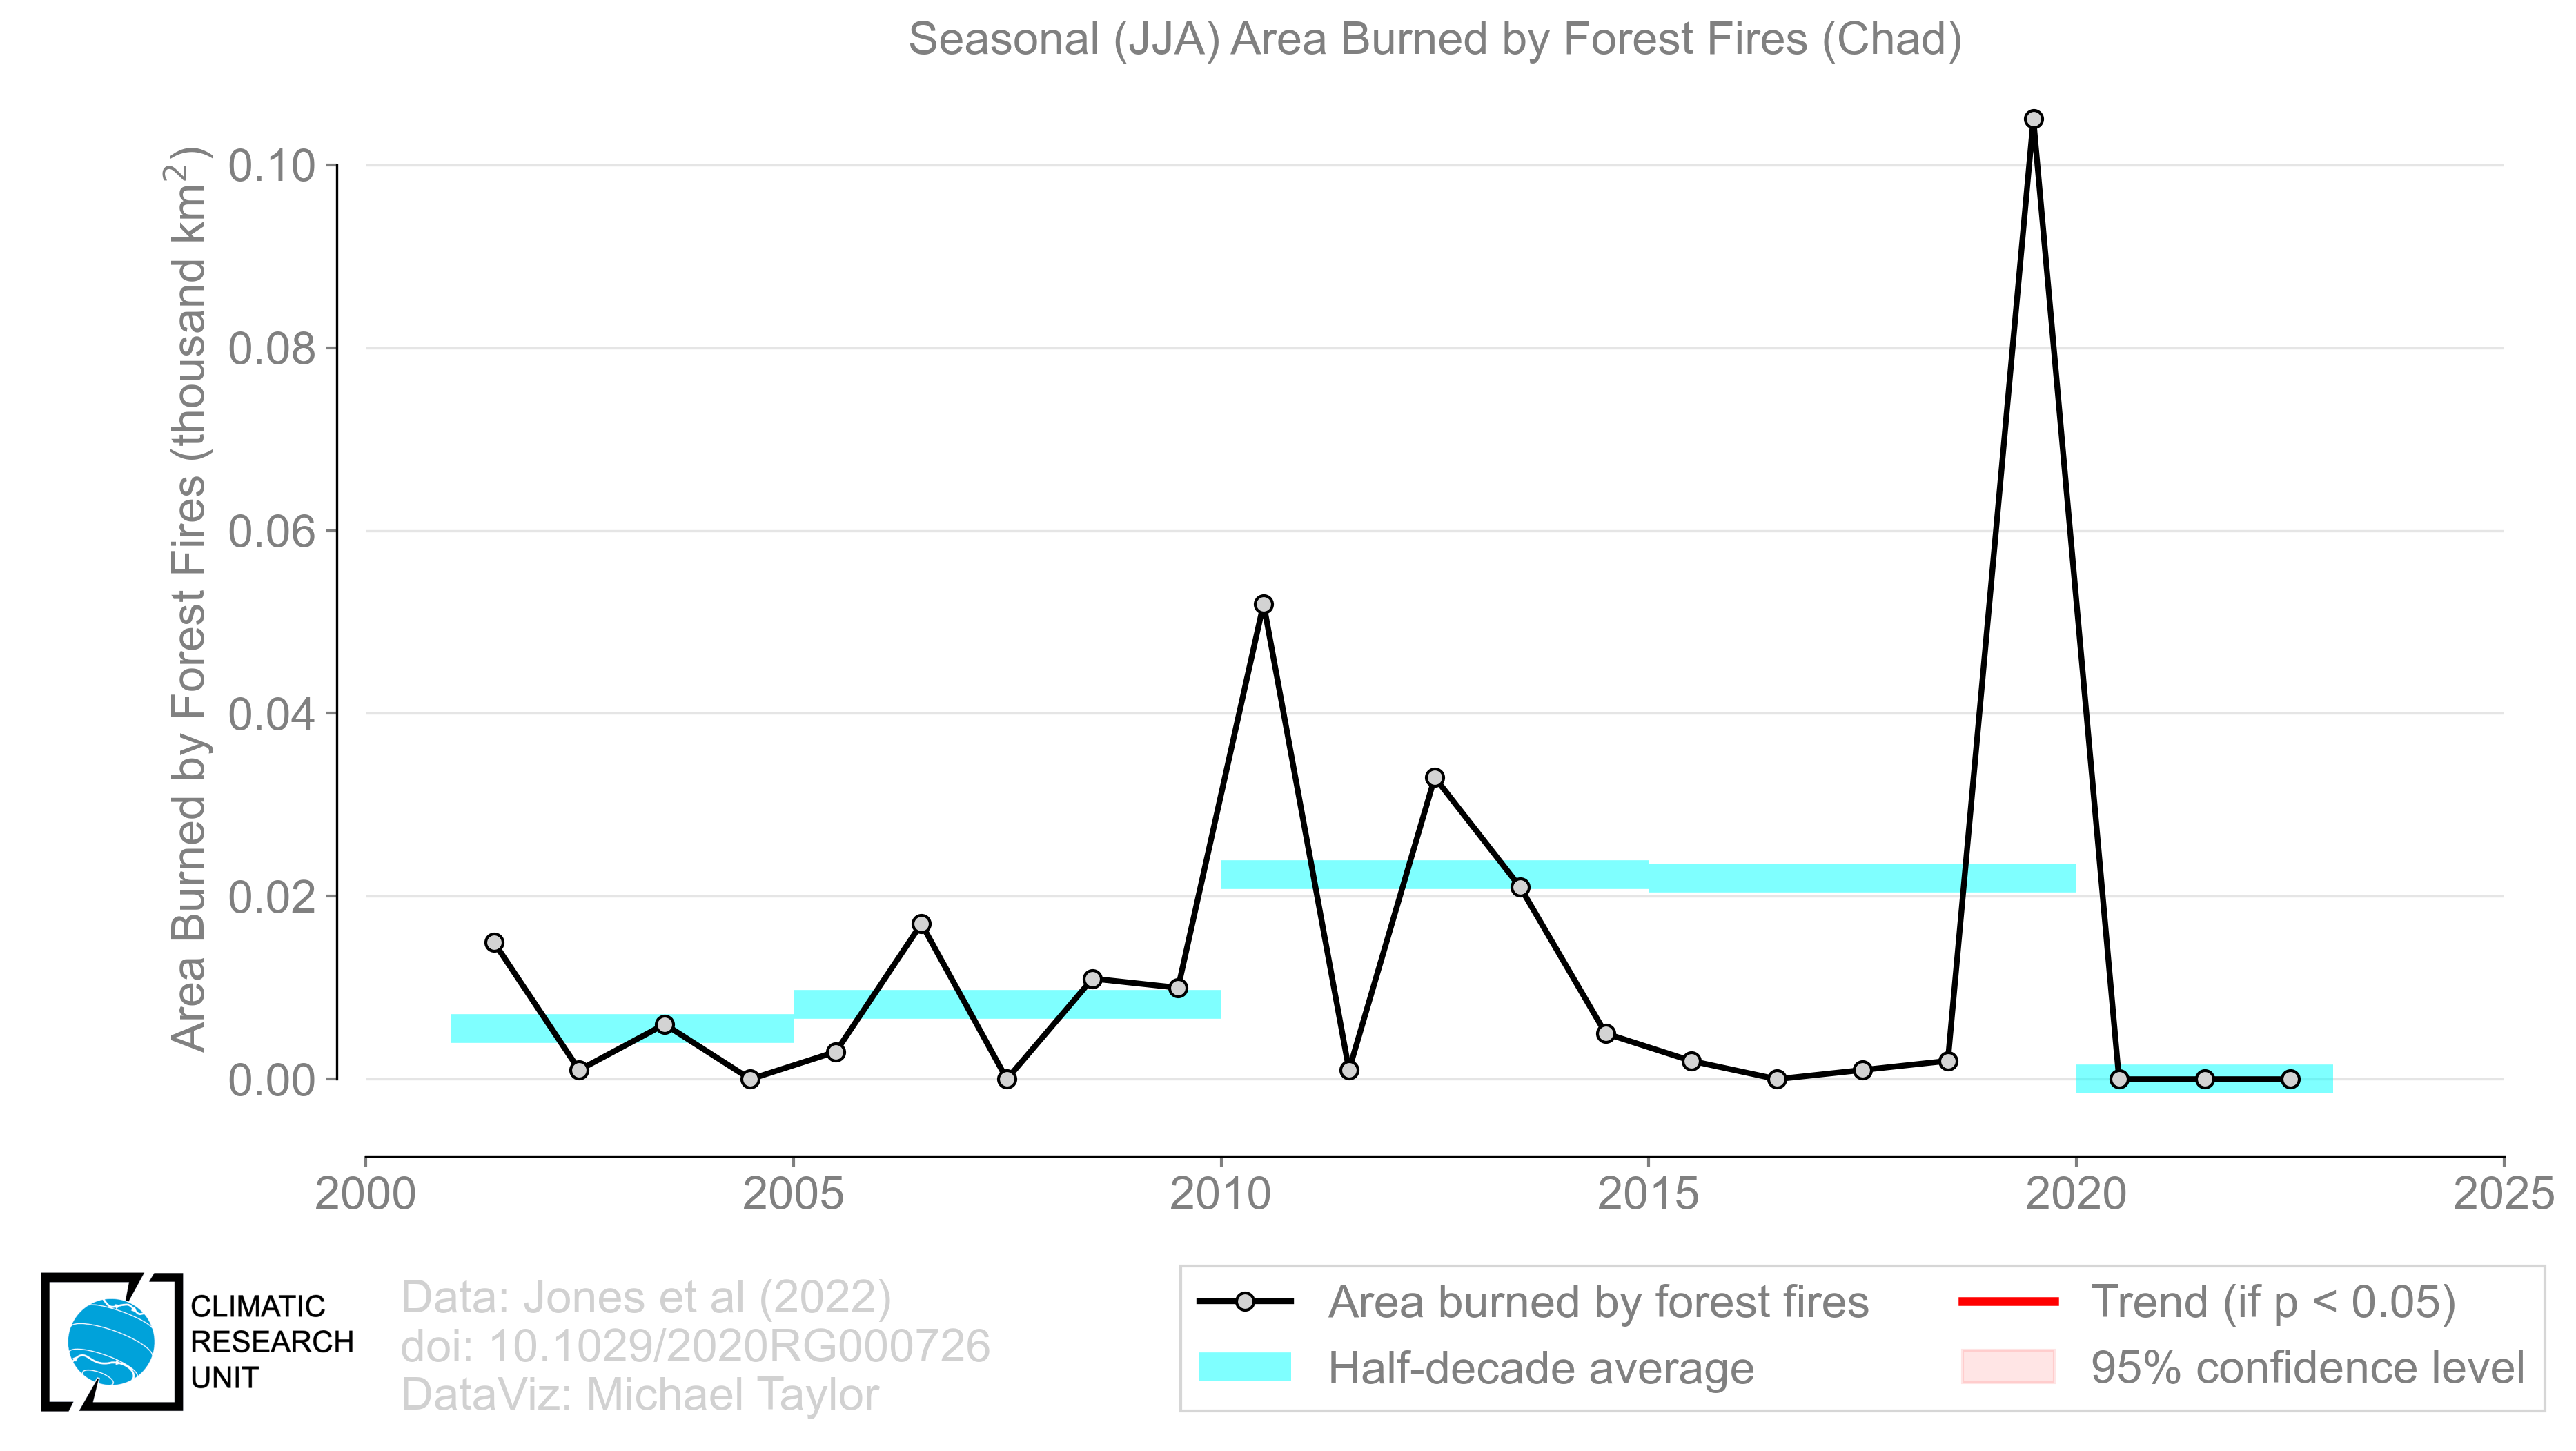 Seasonal (JJA) Area Burned by Forest Fires (Chad)
Area Burned by Forest Fires (thousand km²)
0.10
0.08
0.06
0.04
0.02
0.00
2000 2005 2010 2015 2020 2025
CLIMATIC
RESEARCH
UNIT
Data: Jones et al (2022)
doi: 10.1029/2020RG000726
DataViz: Michael Taylor
Area burned by forest fires
Half-decade average
Trend (if p < 0.05)
95% confidence level